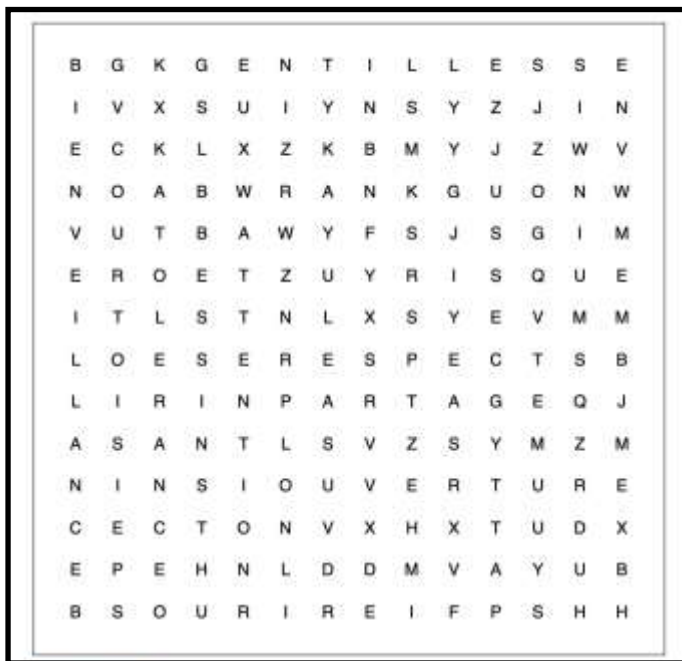 B G K G E N T I L L E S S E
I V X S U I Y N S Y Z J I N
E C K L X Z K B M Y J Z W V
N O A B W R A N K G U O N W
V U T B A W Y F S J S G I M
E R O E T Z U Y R I S Q U E
I T L S T N L X S Y E V M M
L O E S E R E S P E C T S B
L I R I N P A R T A G E Q J
A S A N T L S V Z S Y M Z M
N I N S I O U V E R T U R E
C E C T O N V X H X T U D X
E P E H N L D D M V A Y U B
B S O U R I R E I F P S H H